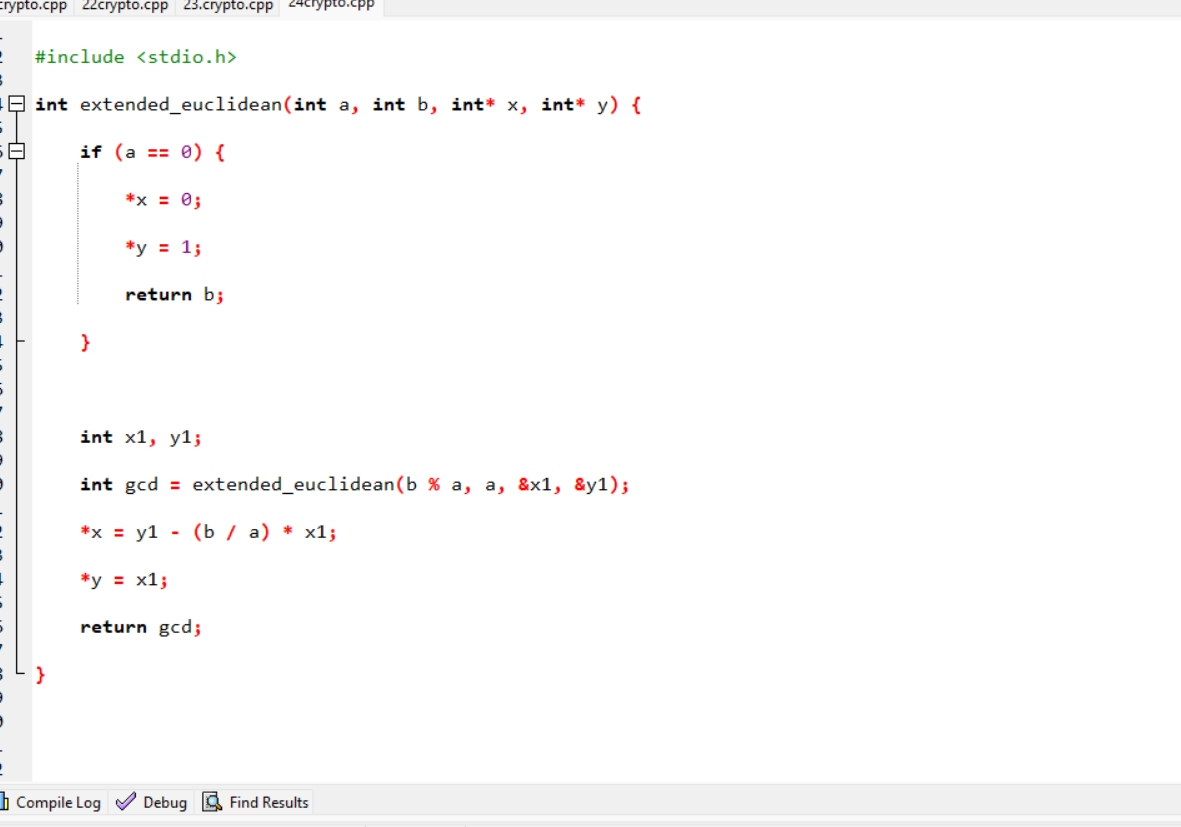 crypto.cpp 22crypto.cpp 23.crypto.cpp 24crypto.cpp
#include <stdio.h>
int extended_euclidean(int a, int b, int* x, int* y) {
if (a == 0) {
*x = 0;
*y = 1;
return b;
}
int x1, y1;
int gcd = extended_euclidean(b % a, a, &x1, &y1);
*x = y1 - (b / a) * x1;
*y = x1;
return gcd;
}
Compile Log Debug Find Results